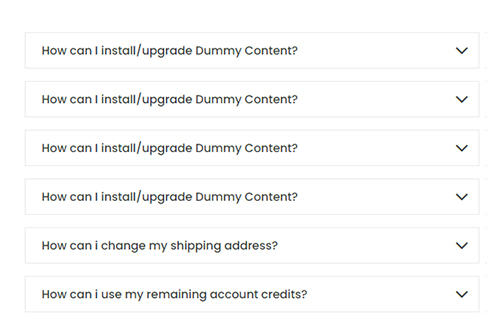 How can I install/upgrade Dummy Content?
How can I install/upgrade Dummy Content?
How can I install/upgrade Dummy Content?
How can I install/upgrade Dummy Content?
How can i change my shipping address?
How can i use my remaining account credits?